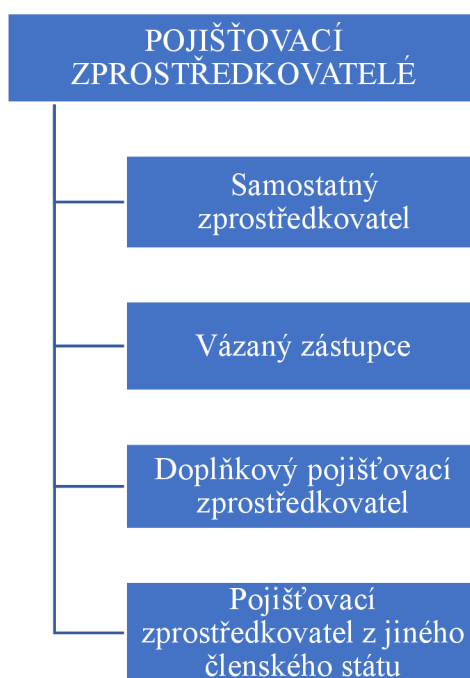 POJIŠŤOVACÍ
ZPROSTŘEDKOVATELÉ
Samostatný
zprostředkovatel
Vázaný zástupce
Doplňkový pojišťovací
zprostředkovatel
Pojišťovací
zprostředkovatel z jiného
členského státu